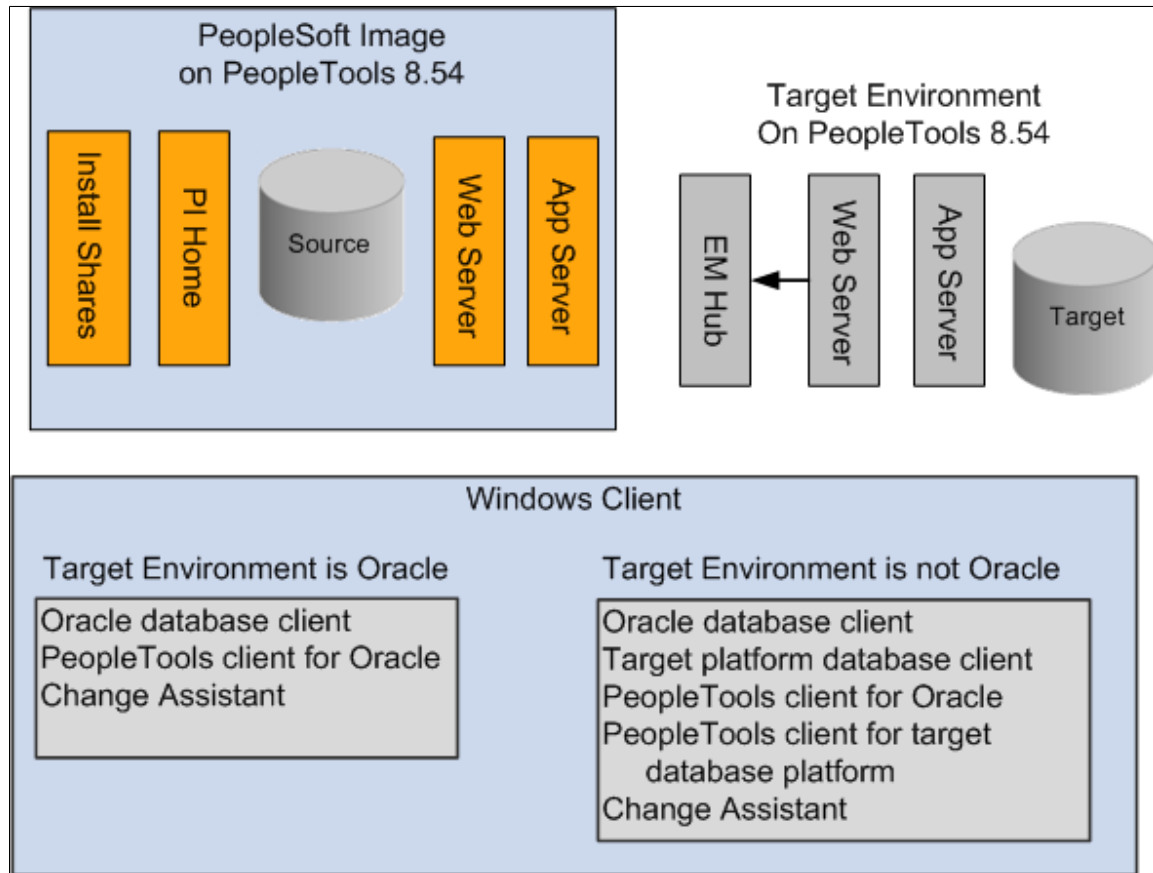 PeopleSoft Image
on PeopleTools 8.54
Install Shares
PI Home
Source
Web Server
App Server
Target Environment
On PeopleTools 8.54
EM Hub
Web Server
App Server
Target
Windows Client
Target Environment is Oracle
Oracle database client
PeopleTools client for Oracle
Change Assistant
Target Environment is not Oracle
Oracle database client
Target platform database client
PeopleTools client for Oracle
PeopleTools client for target
database platform
Change Assistant